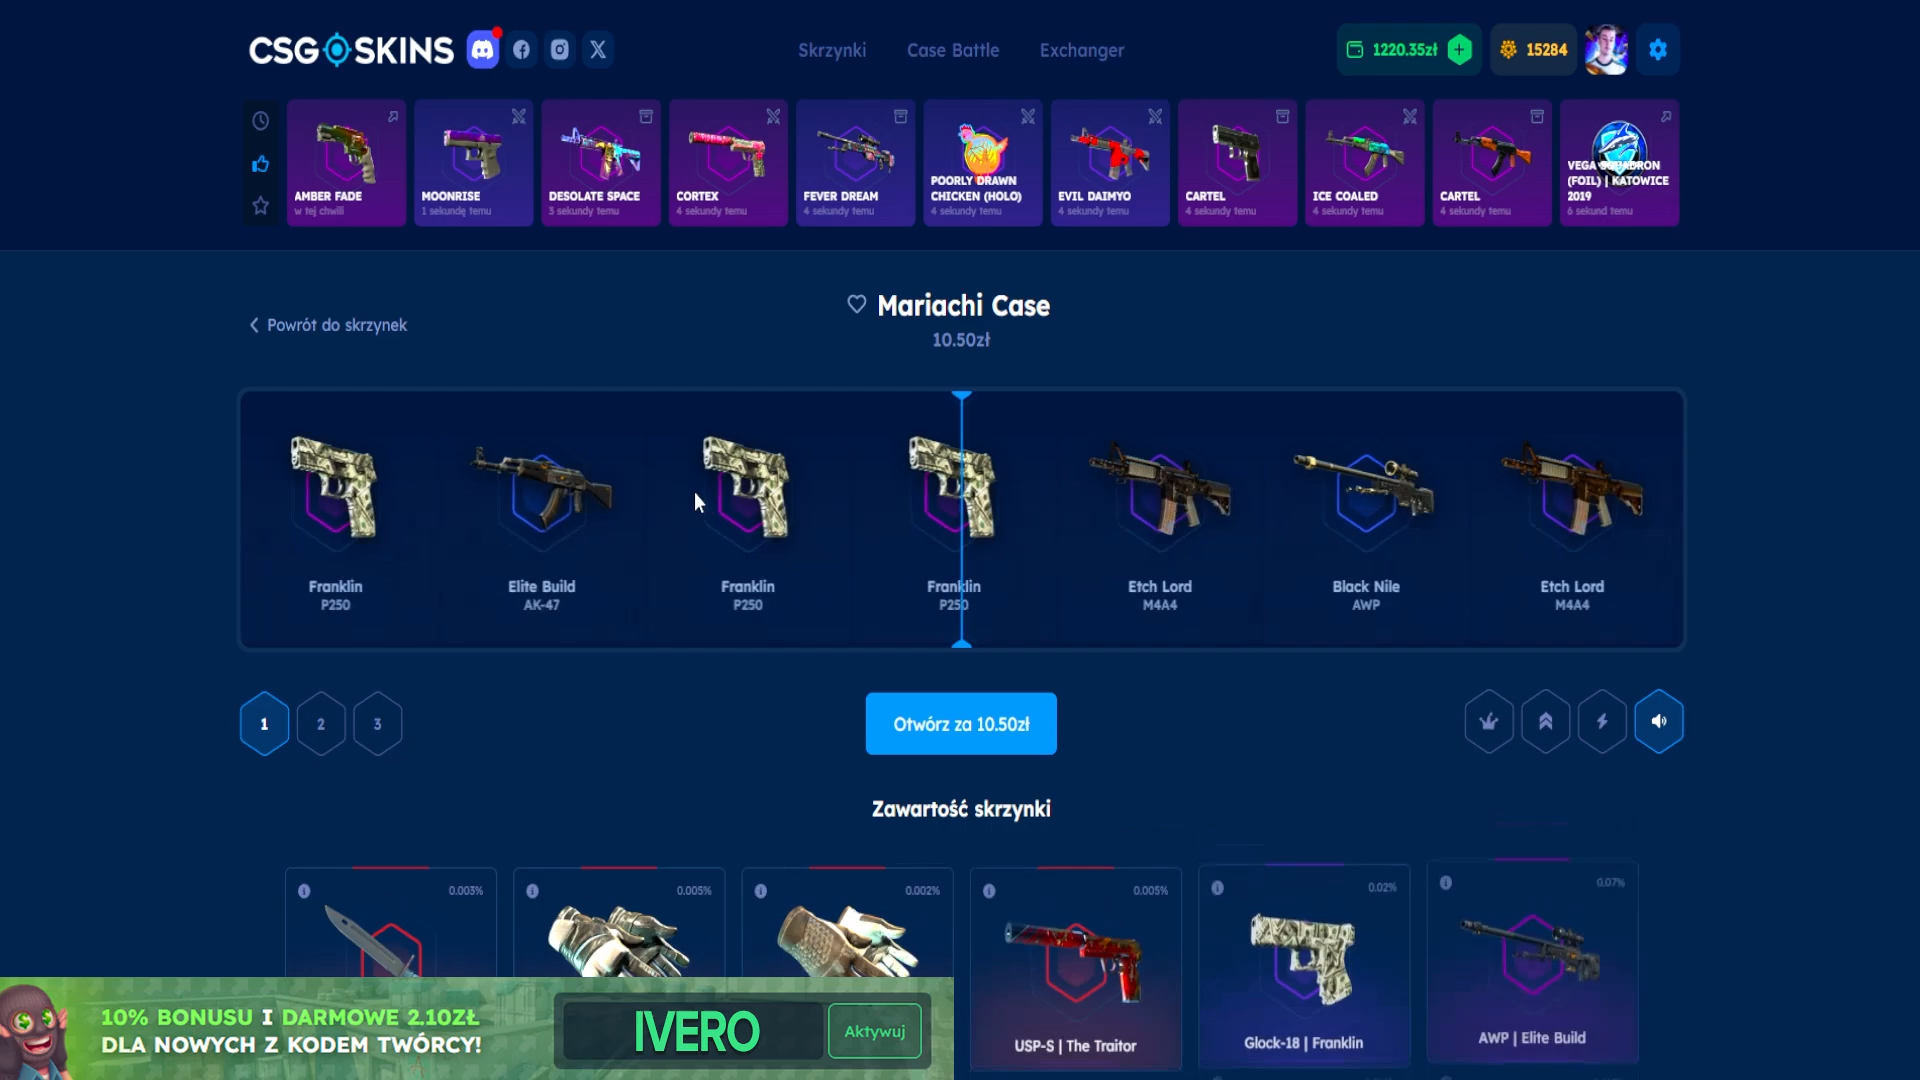 CSGOSKINS
Skrzynki
Case Battle
Exchanger
1220.35zł
15284
AMBER FADE
w tej chwili
MOONRISE
1 sekundę temu
DESOLATE SPACE
3 sekundy temu
CORTEX
4 sekundy temu
FEVER DREAM
4 sekundy temu
POORLY DRAWN
CHICKEN (HOLO)
4 sekundy temu
EVIL DAIMYO
4 sekundy temu
CARTEL
4 sekundy temu
ICE COALED
4 sekundy temu
CARTEL
4 sekundy temu
VEGA SQUADRON
(FOIL) | KATOWICE
2019
6 sekund temu
Powrót do skrzynek
Mariachi Case
10.50zł
Franklin
P250
Elite Build
AK-47
Franklin
P250
Franklin
P250
Etch Lord
M4A4
Black Nile
AWP
Etch Lord
M4A4
1
2
3
Otwórz za 10.50zł
Zawartość skrzynki
0.003%
0.005%
0.002%
0.005%
0.02%
0.07%
USP-S | The Traitor
Glock-18 | Franklin
AWP | Elite Build
10% BONUSU I DARMOWE 2.10ZŁ
DLA NOWYCH Z KODEM TWÓRCY!
IVERO
Aktywuj